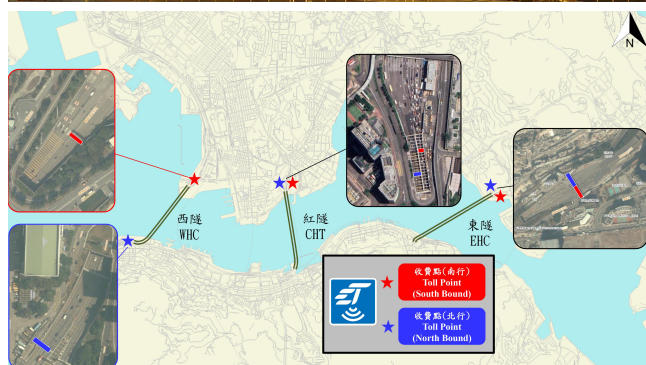 N
西隧
WHC
紅隧
CHT
東隧
EHC
收費點(南行)
Toll Point
(South Bound)
收費點(北行)
Toll Point
(North Bound)